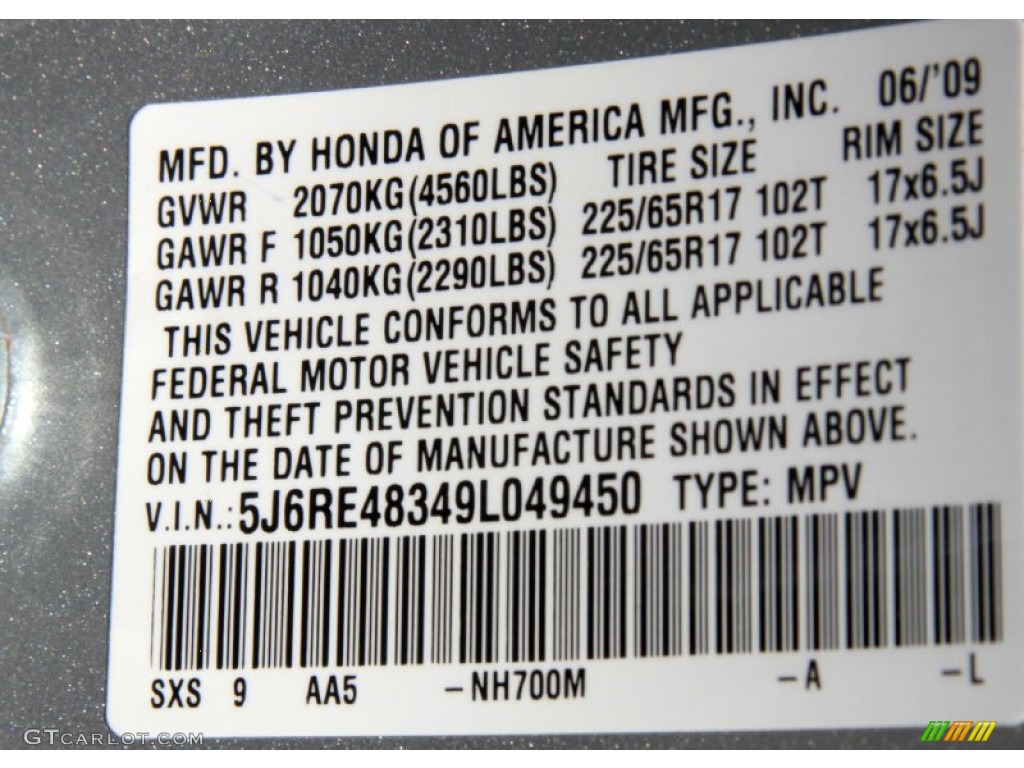 MFD. BY HONDA OF AMERICA MFG., INC. 06/'09
GVWR 2070KG(4560LBS) TIRE SIZE RIM SIZE
GAWR F 1050KG(2310LBS) 225/65R17 102T 17x6.5J
GAWR R 1040KG(2290LBS) 225/65R17 102T 17x6.5J
THIS VEHICLE CONFORMS TO ALL APPLICABLE
FEDERAL MOTOR VEHICLE SAFETY
AND THEFT PREVENTION STANDARDS IN EFFECT
ON THE DATE OF MANUFACTURE SHOWN ABOVE.
V.I.N.: 5J6RE48349L049450 TYPE: MPV
SXS 9 AA5 -NH700M -A -L
GTCARLOT.COM